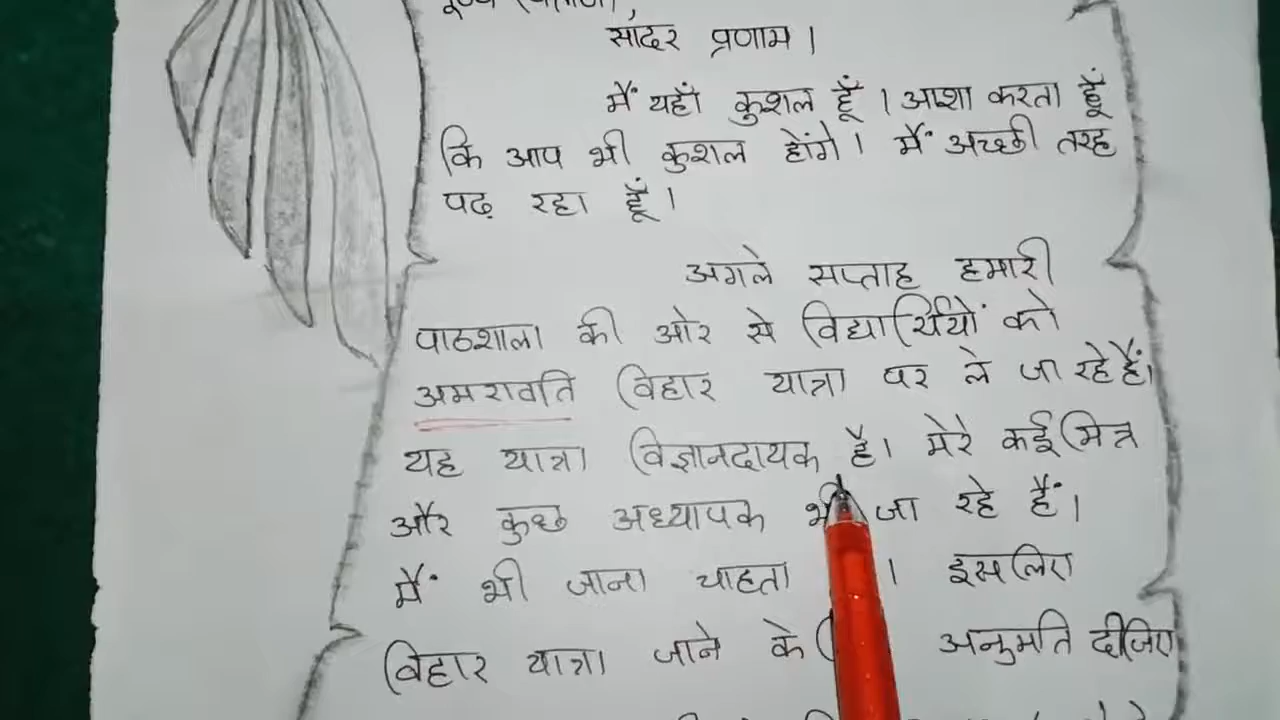 सादर प्रणाम ।
मैं यहाँ कुशल हूँ । आशा करता हूँ
कि आप भी कुशल होंगे। मैं अच्छी तरह
पढ़ रहा हूँ ।
अगले सप्ताह हमारी
पाठशाला की ओर से विद्यार्थियों को
अमरावति विहार यात्रा पर ले जा रहे हैं।
यह यात्रा विज्ञानदायक है। मेरे कई मित्र
और कुछ अध्यापक भी जा रहे हैं ।
मैं भी जाना चाहता । इसलिए
विहार यात्रा जाने के अनुमति दीजिए